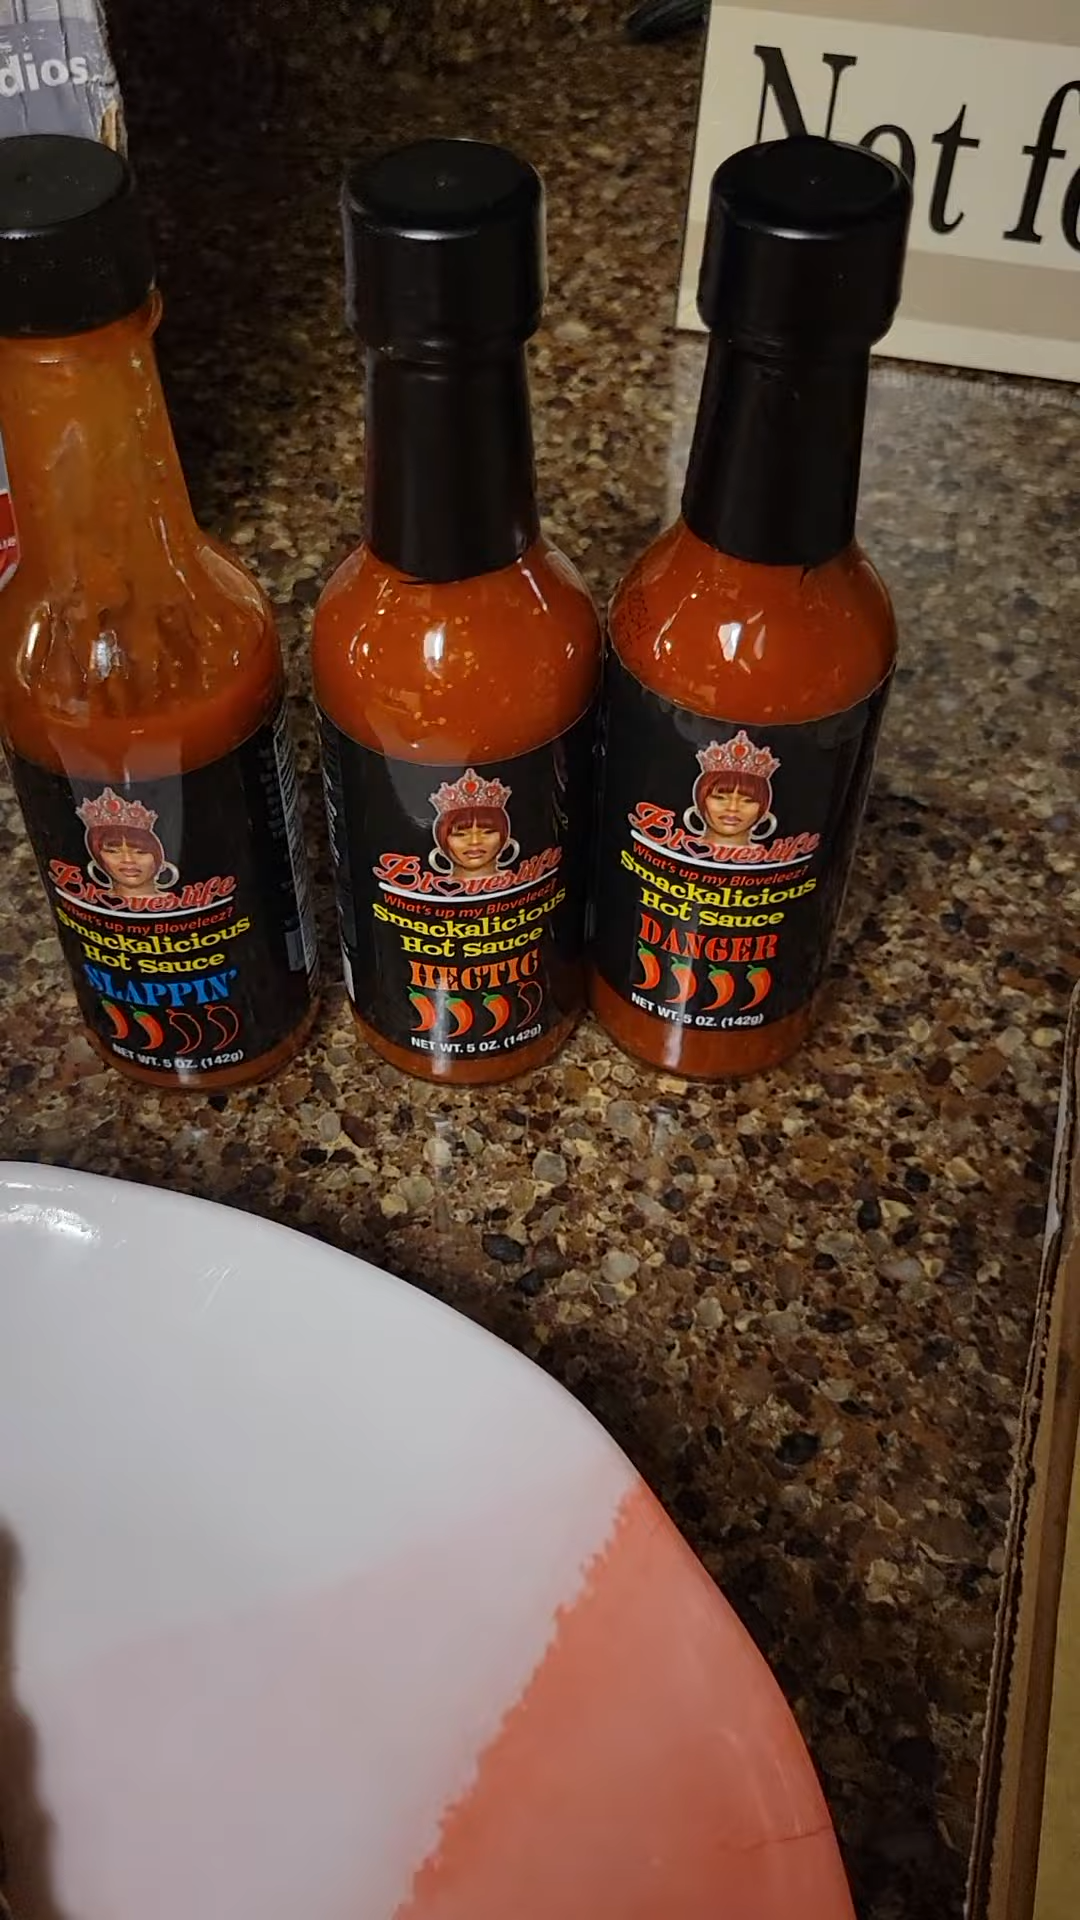 dios
Not fo
Bloveslife
What's up my Bloveleez?
Smackalicious
Hot Sauce
SLAPPIN'
NET WT. 5 OZ. (142g)
Bloveslife
What's up my Bloveleez?
Smackalicious
Hot Sauce
HECTIC
NET WT. 5 OZ. (142g)
Bloveslife
What's up my Bloveleez?
Smackalicious
Hot Sauce
DANGER
NET WT. 5 OZ. (142g)